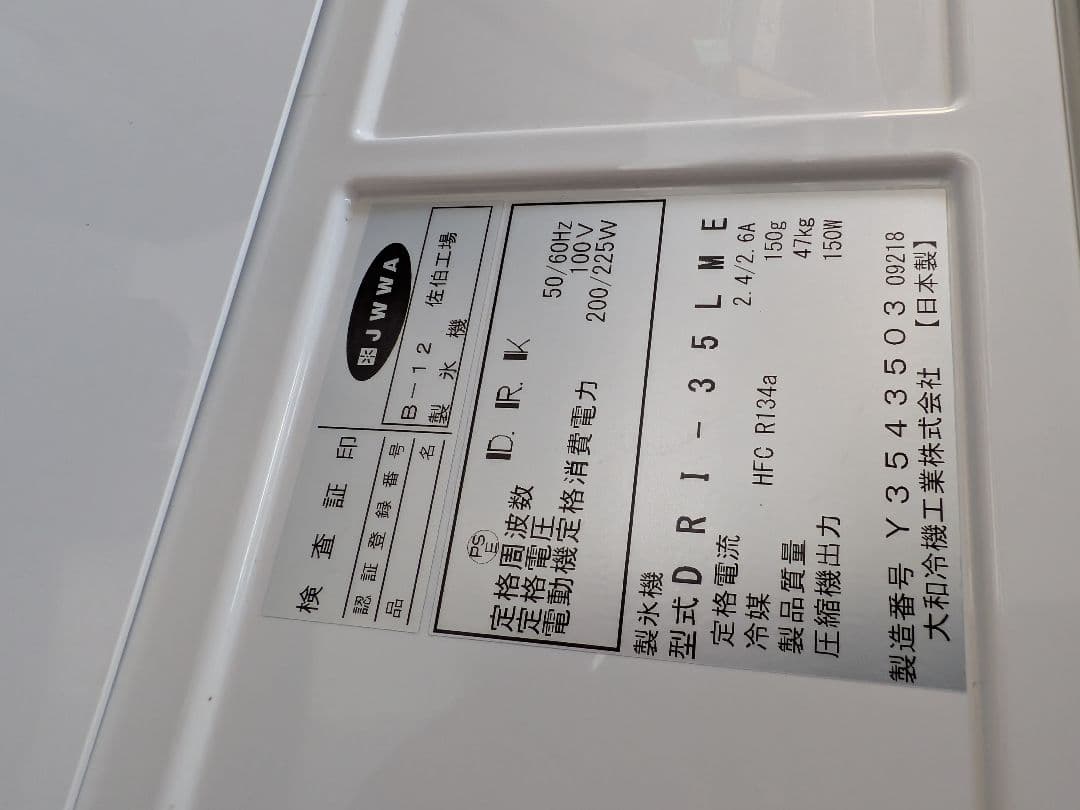 検査証印 JWWA
認証登録番号 B-12 佐伯工場
品名 製氷機
PSE D.R.K
定格周波数 50/60Hz
定格電圧 100V
電動機定格消費電力 200/225W
製氷機
型式 DRI-35LME
定格電流 2.4/2.6A
冷媒 HFC R134a 150g
製品質量 47kg
圧縮機出力 150W
製造番号 Y3543503 09218
大和冷機工業株式会社 【日本製】